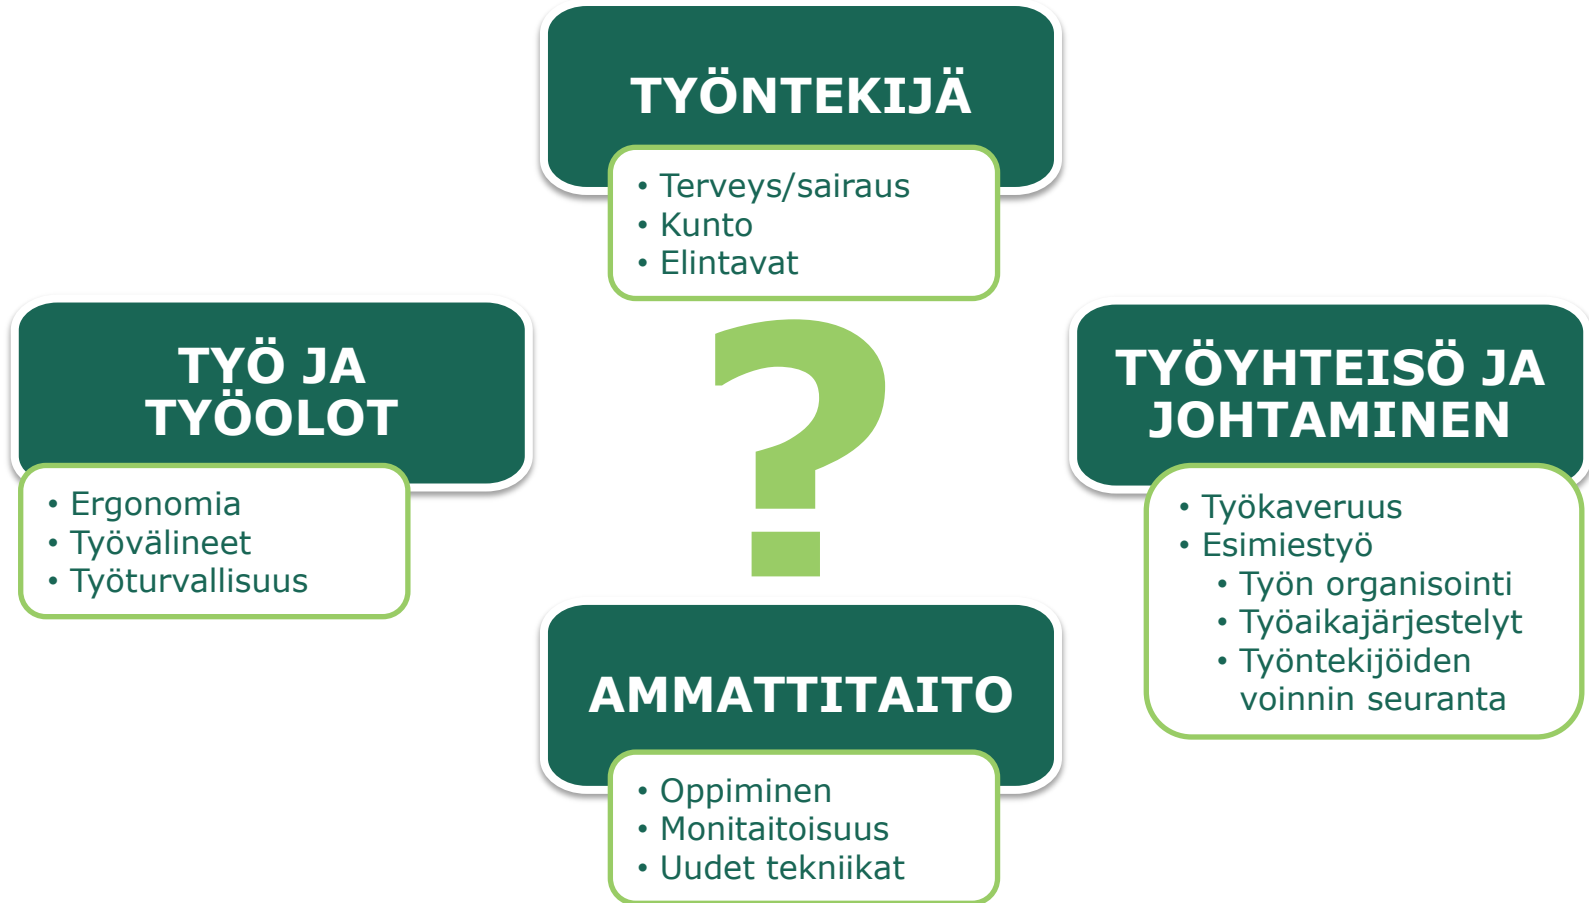 TYÖNTEKIJÄ
• Terveys/sairaus
• Kunto
• Elintavat
TYÖ JA
TYÖOLOT
• Ergonomia
• Työvälineet
• Työturvallisuus
?
TYÖYHTEISÖ JA
JOHTAMINEN
• Työkaveruus
• Esimiestyö
• Työn organisointi
• Työaikajärjestelyt
• Työntekijöiden
voinnin seuranta
AMMATTITAITO
• Oppiminen
• Monitaitoisuus
• Uudet tekniikat